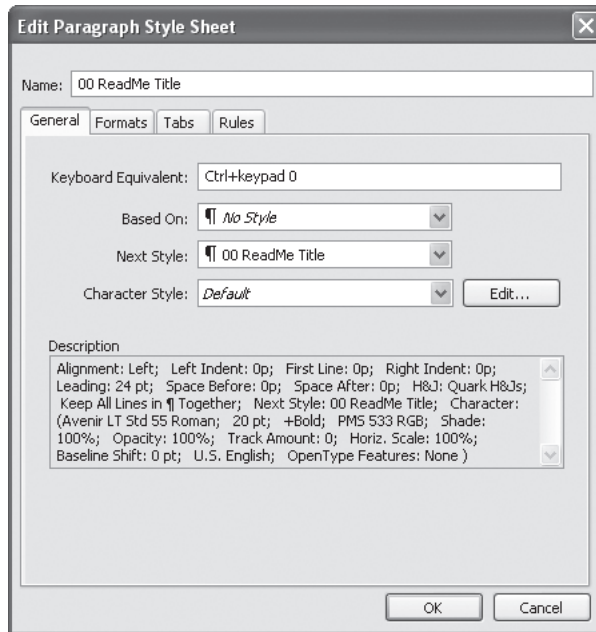 Edit Paragraph Style Sheet
Name: 00 ReadMe Title
General Formats Tabs Rules
Keyboard Equivalent: Ctrl+keypad 0
Based On: ¶ No Style
Next Style: ¶ 00 ReadMe Title
Character Style: Default Edit...
Description
Alignment: Left; Left Indent: 0p; First Line: 0p; Right Indent: 0p;
Leading: 24 pt; Space Before: 0p; Space After: 0p; H&J: Quark H&Js;
Keep All Lines in ¶ Together; Next Style: 00 ReadMe Title; Character:
(Avenir LT Std 55 Roman; 20 pt; +Bold; PMS 533 RGB; Shade:
100%; Opacity: 100%; Track Amount: 0; Horiz. Scale: 100%;
Baseline Shift: 0 pt; U.S. English; OpenType Features: None )
OK Cancel